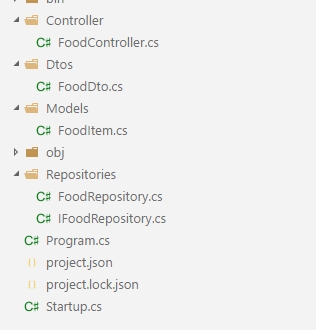 Controller
C# FoodController.cs
Dtos
C# FoodDto.cs
Models
C# FoodItem.cs
obj
Repositories
C# FoodRepository.cs
C# IFoodRepository.cs
C# Program.cs
{} project.json
{} project.lock.json
C# Startup.cs